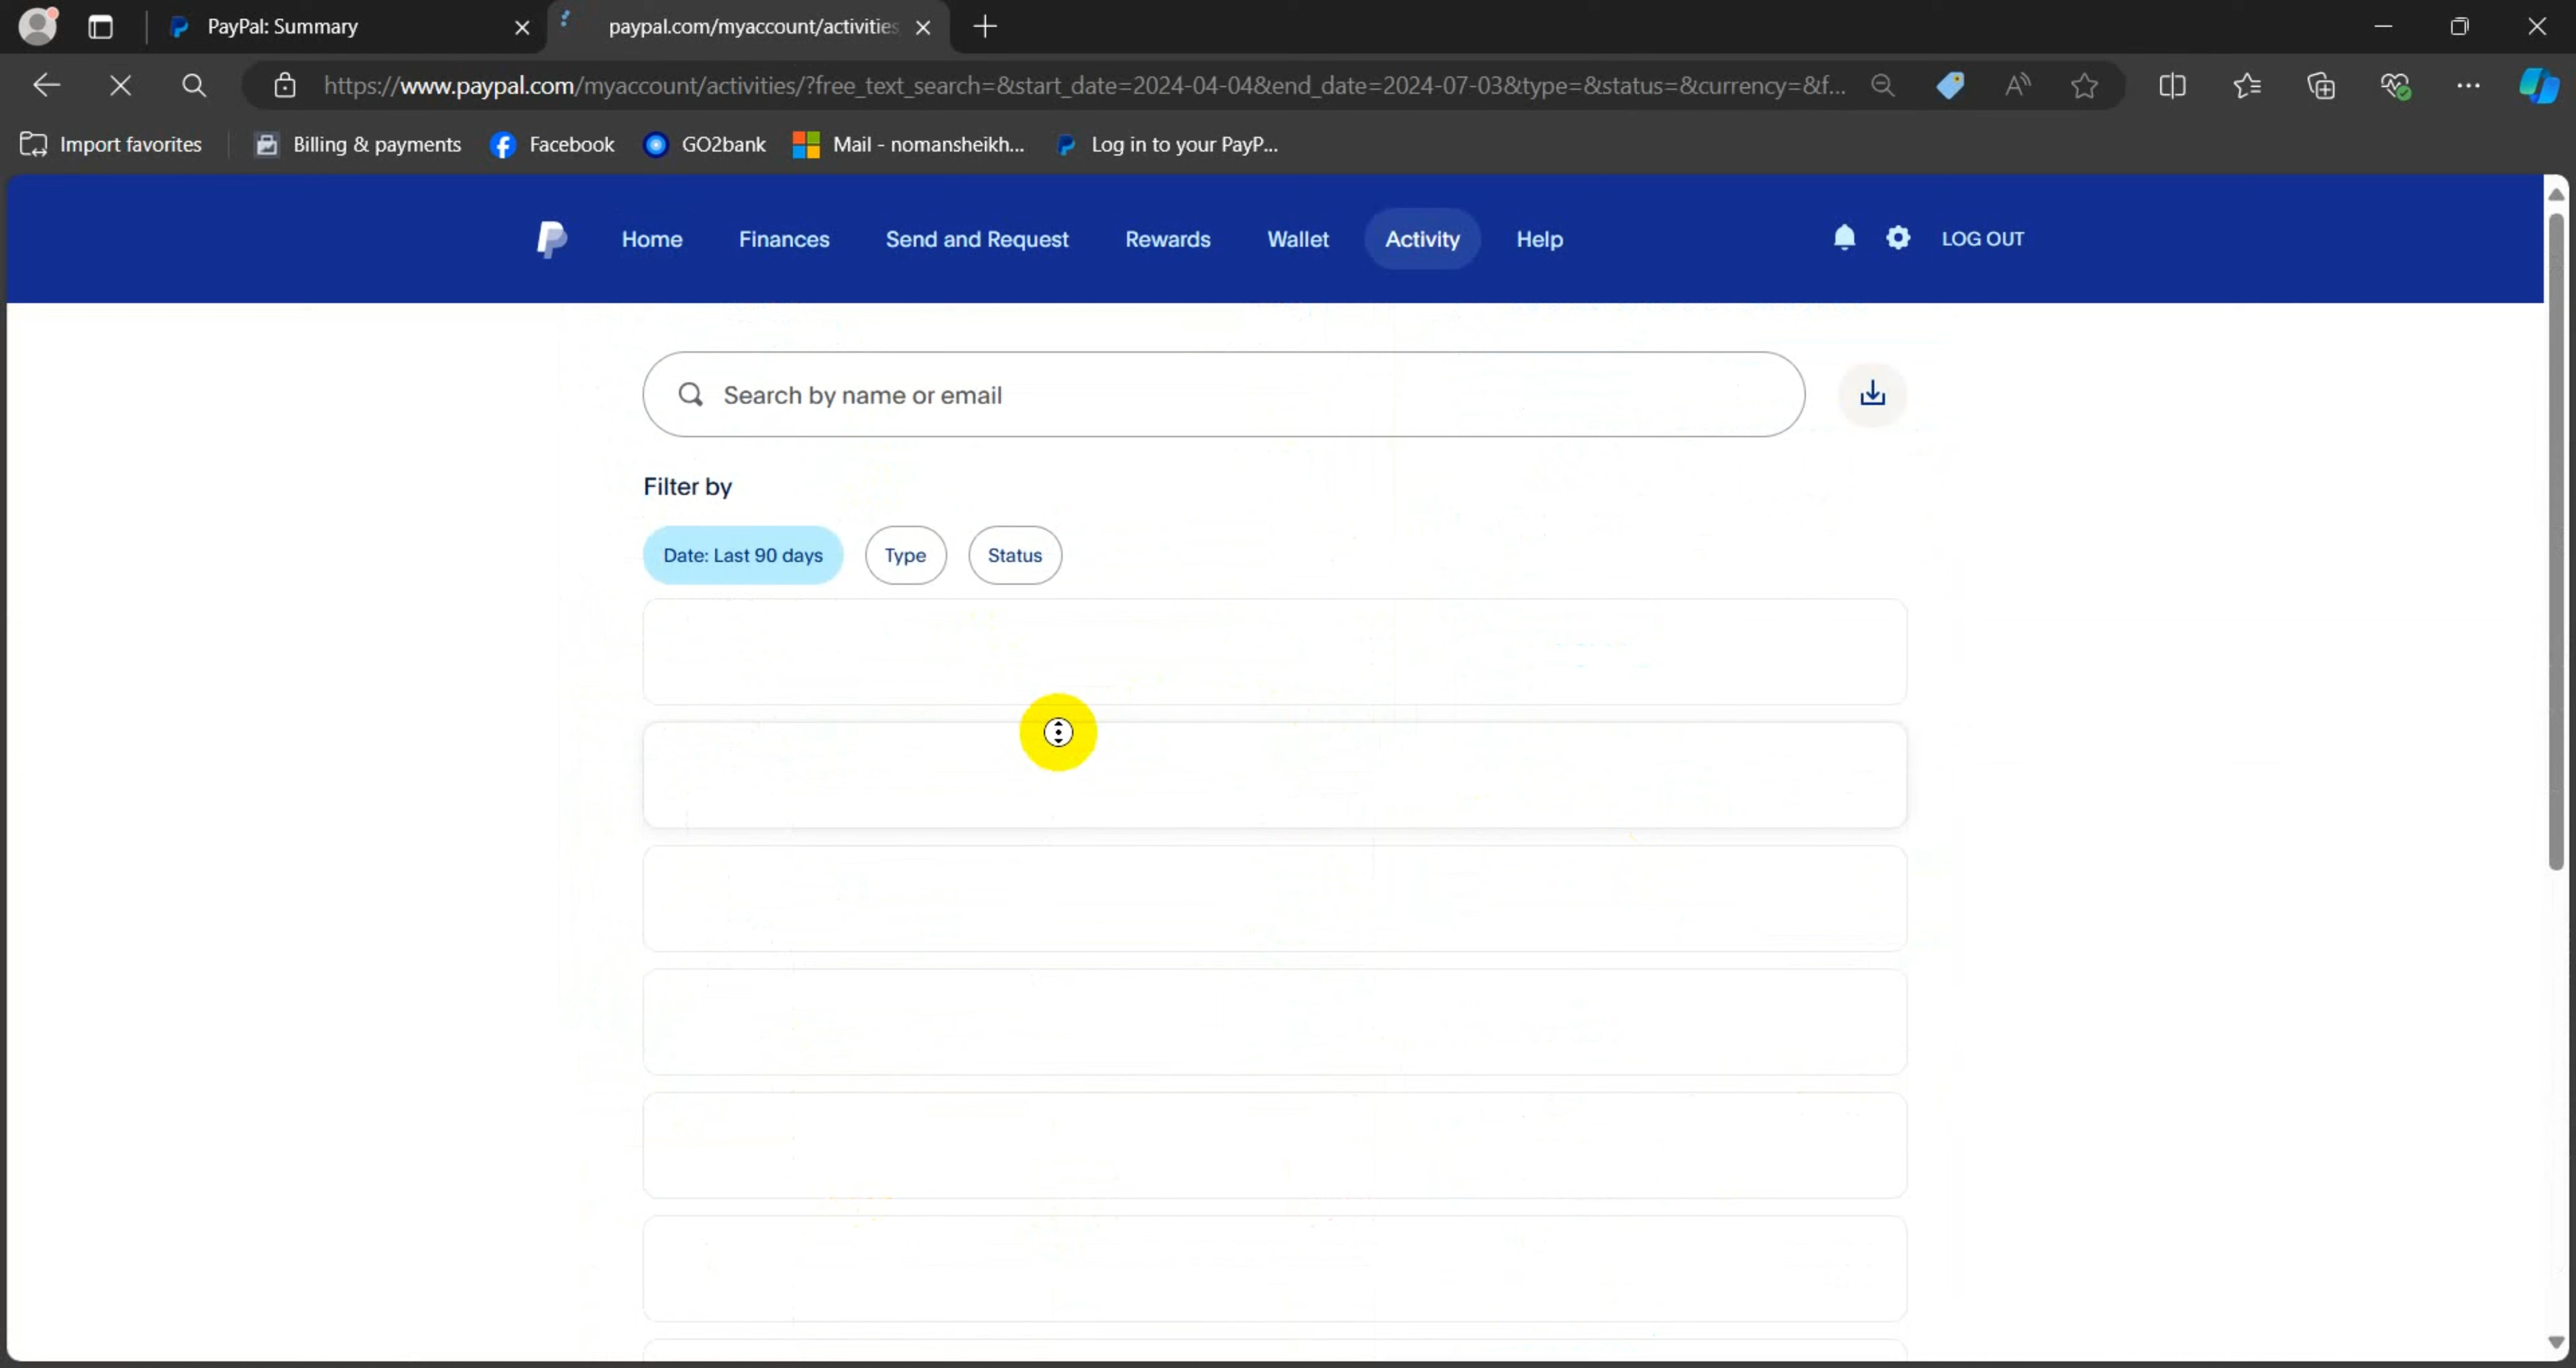 PayPal: Summary
paypal.com/myaccount/activities
https://www.paypal.com/myaccount/activities/?free_text_search=&start_date=2024-04-04&end_date=2024-07-03&type=&status=&currency=&f...
Import favorites
Billing & payments
Facebook
GO2bank
Mail - nomansheikh...
Log in to your PayP...
Home
Finances
Send and Request
Rewards
Wallet
Activity
Help
LOG OUT
Search by name or email
Filter by
Date: Last 90 days
Type
Status